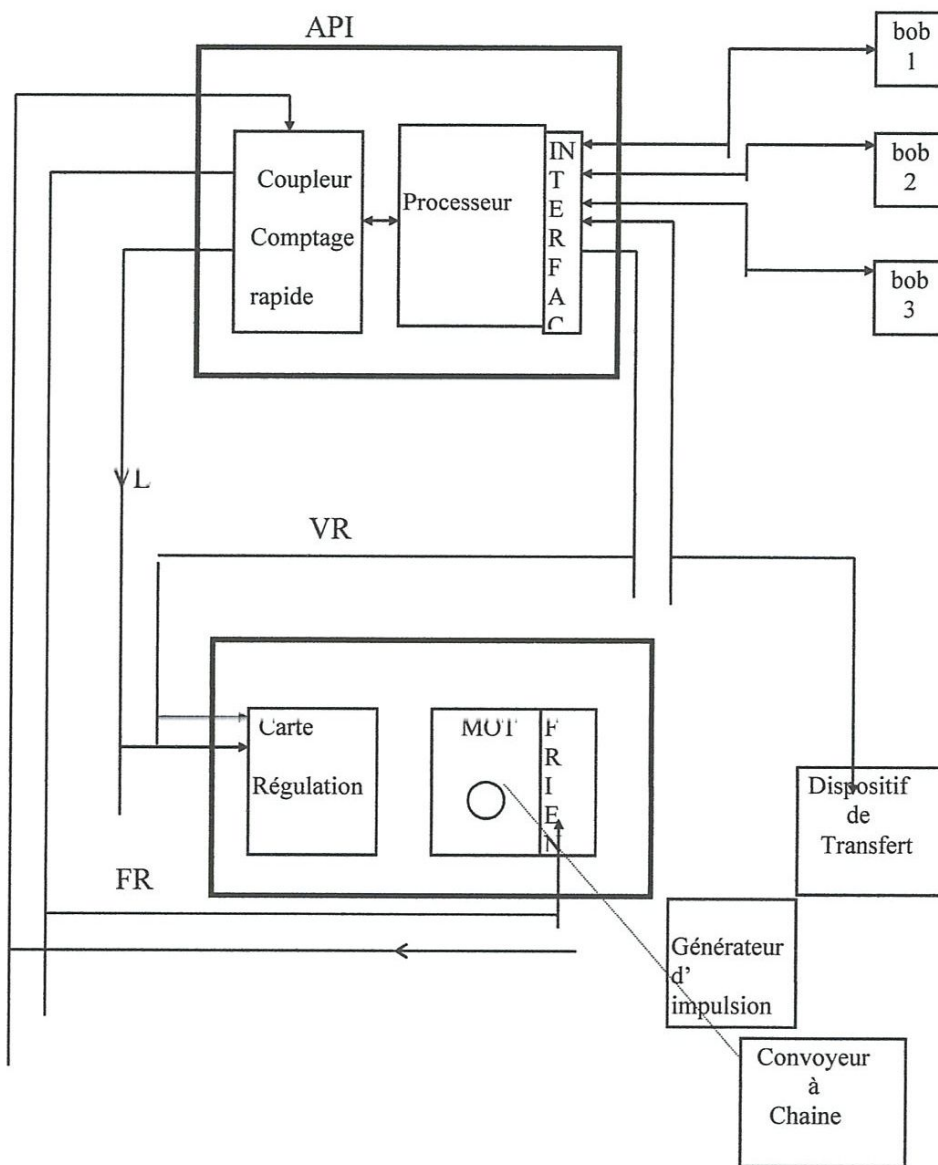 API
bob
1
bob
2
bob
3
Coupleur
Comptage
rapide
Processeur
IN
T
E
R
F
A
C
VL
VR
Carte
Régulation
MOT
F
R
I
E
N
FR
Dispositif
de
Transfert
Générateur
d'
impulsion
Convoyeur
à
Chaine